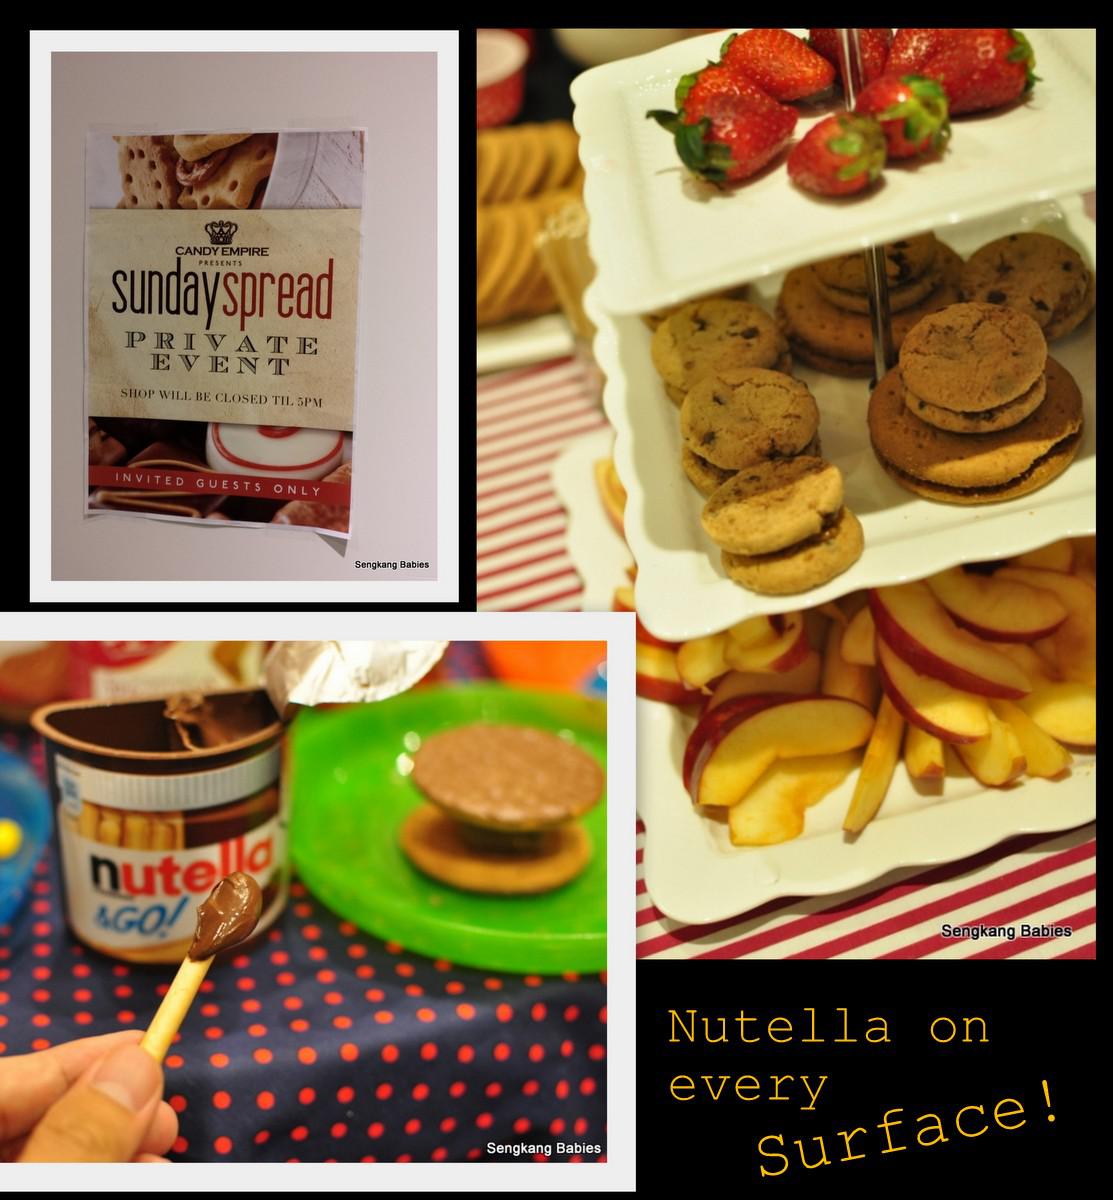 CANDY EMPIRE
PRESENTS
sundayspread
PRIVATE
EVENT
SHOP WILL BE CLOSED TIL 5PM
INVITED GUESTS ONLY
Sengkang Babies
Sengkang Babies
nutella
&GO!
Sengkang Babies
Nutella on
every
Surface!